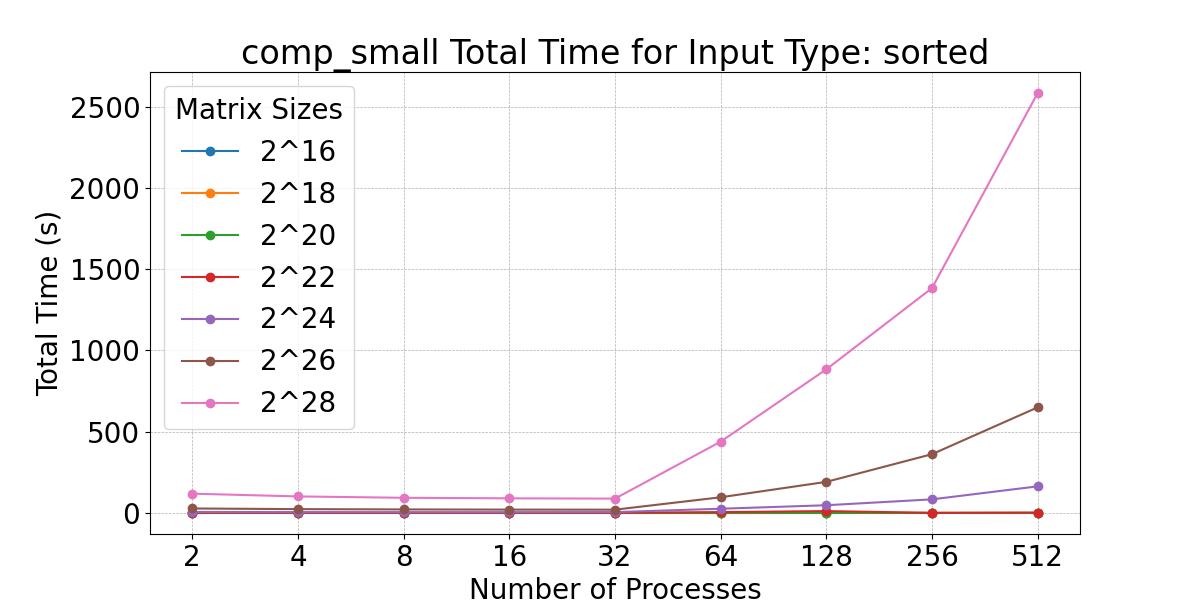 comp_small Total Time for Input Type: sorted
Total Time (s)
2500
2000
1500
1000
500
0
Matrix Sizes
2^16
2^18
2^20
2^22
2^24
2^26
2^28
2 4 8 16 32 64 128 256 512
Number of Processes